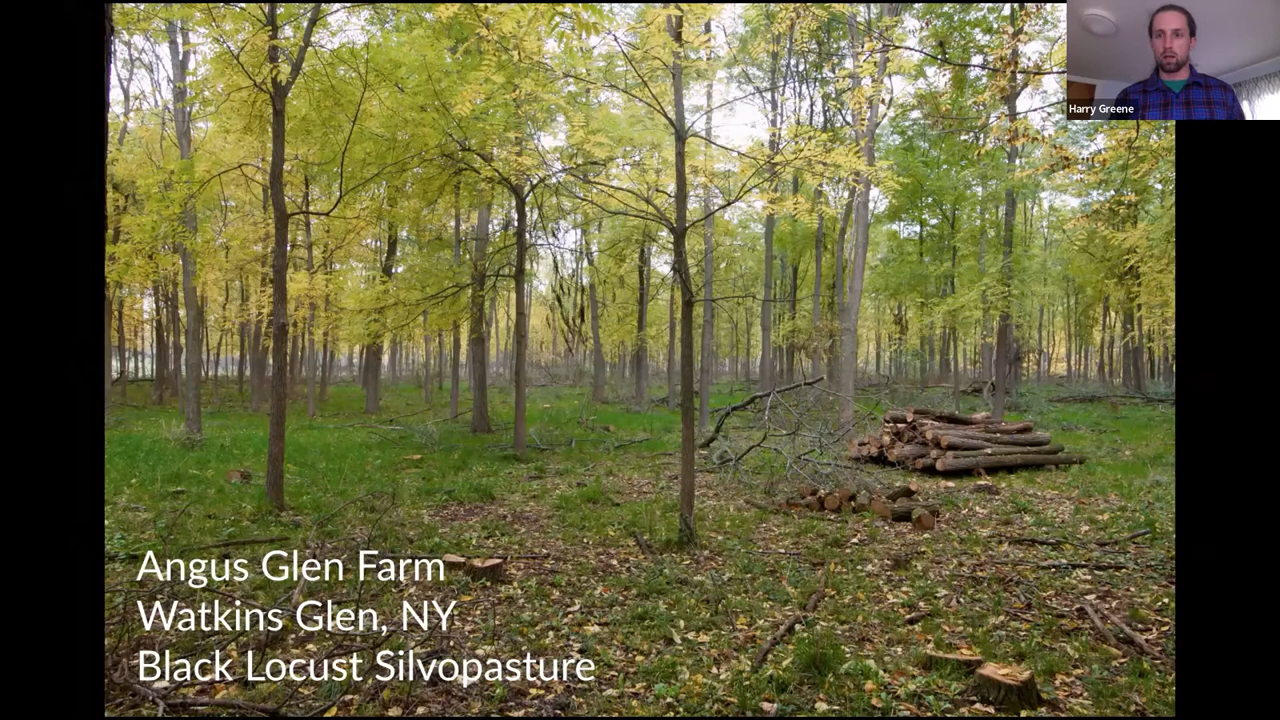 Harry Greene
Angus Glen Farm
Watkins Glen, NY
Black Locust Silvopasture